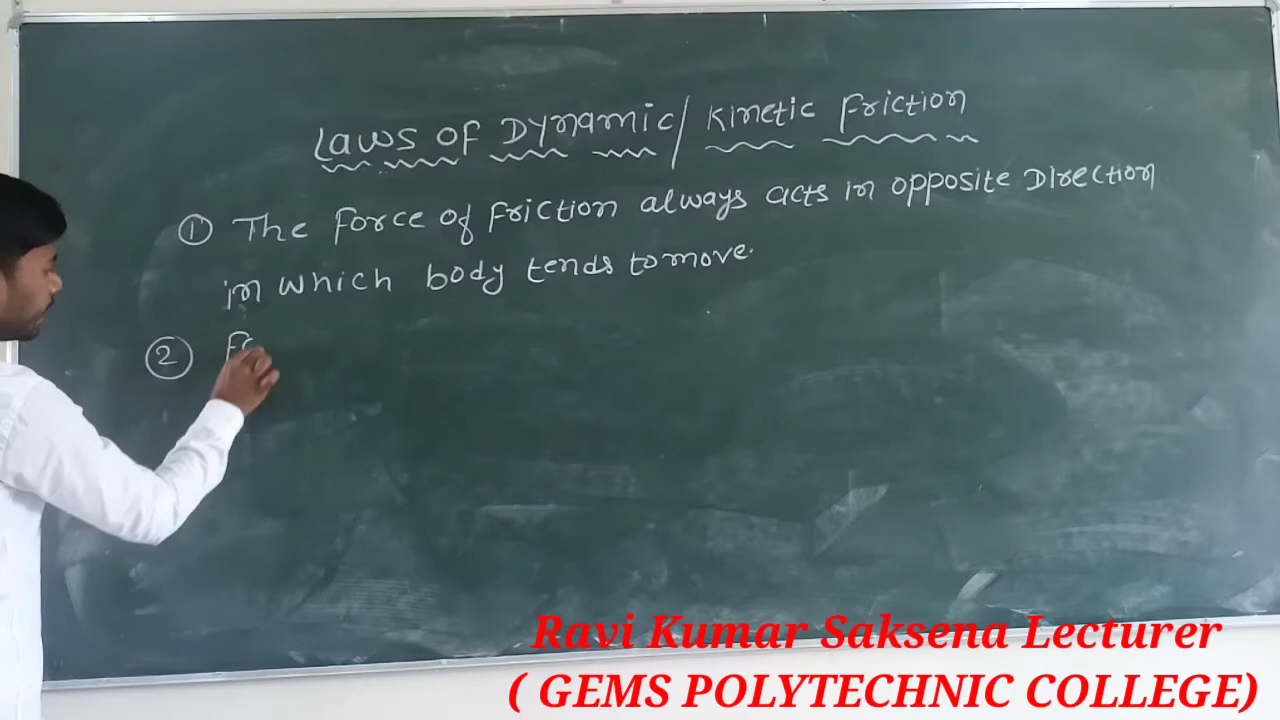 Laws of Dynamic/Kinetic Friction
① The Force of Friction always acts in opposite Direction
in which body tends to move.
② Fo
Ravi Kumar Saksena Lecturer
( GEMS POLYTECHNIC COLLEGE)